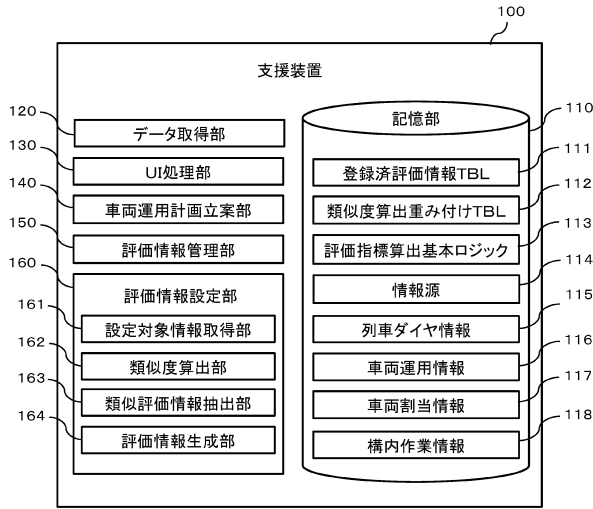 100
支援装置
120
データ取得部
130
UI処理部
140
車両運用計画立案部
150
評価情報管理部
160
評価情報設定部
161
設定対象情報取得部
162
類似度算出部
163
類似評価情報抽出部
164
評価情報生成部
記憶部
110
登録済評価情報TBL
111
類似度算出重み付けTBL
112
評価指標算出基本ロジック
113
情報源
114
列車ダイヤ情報
115
車両運用情報
116
車両割当情報
117
構内作業情報
118